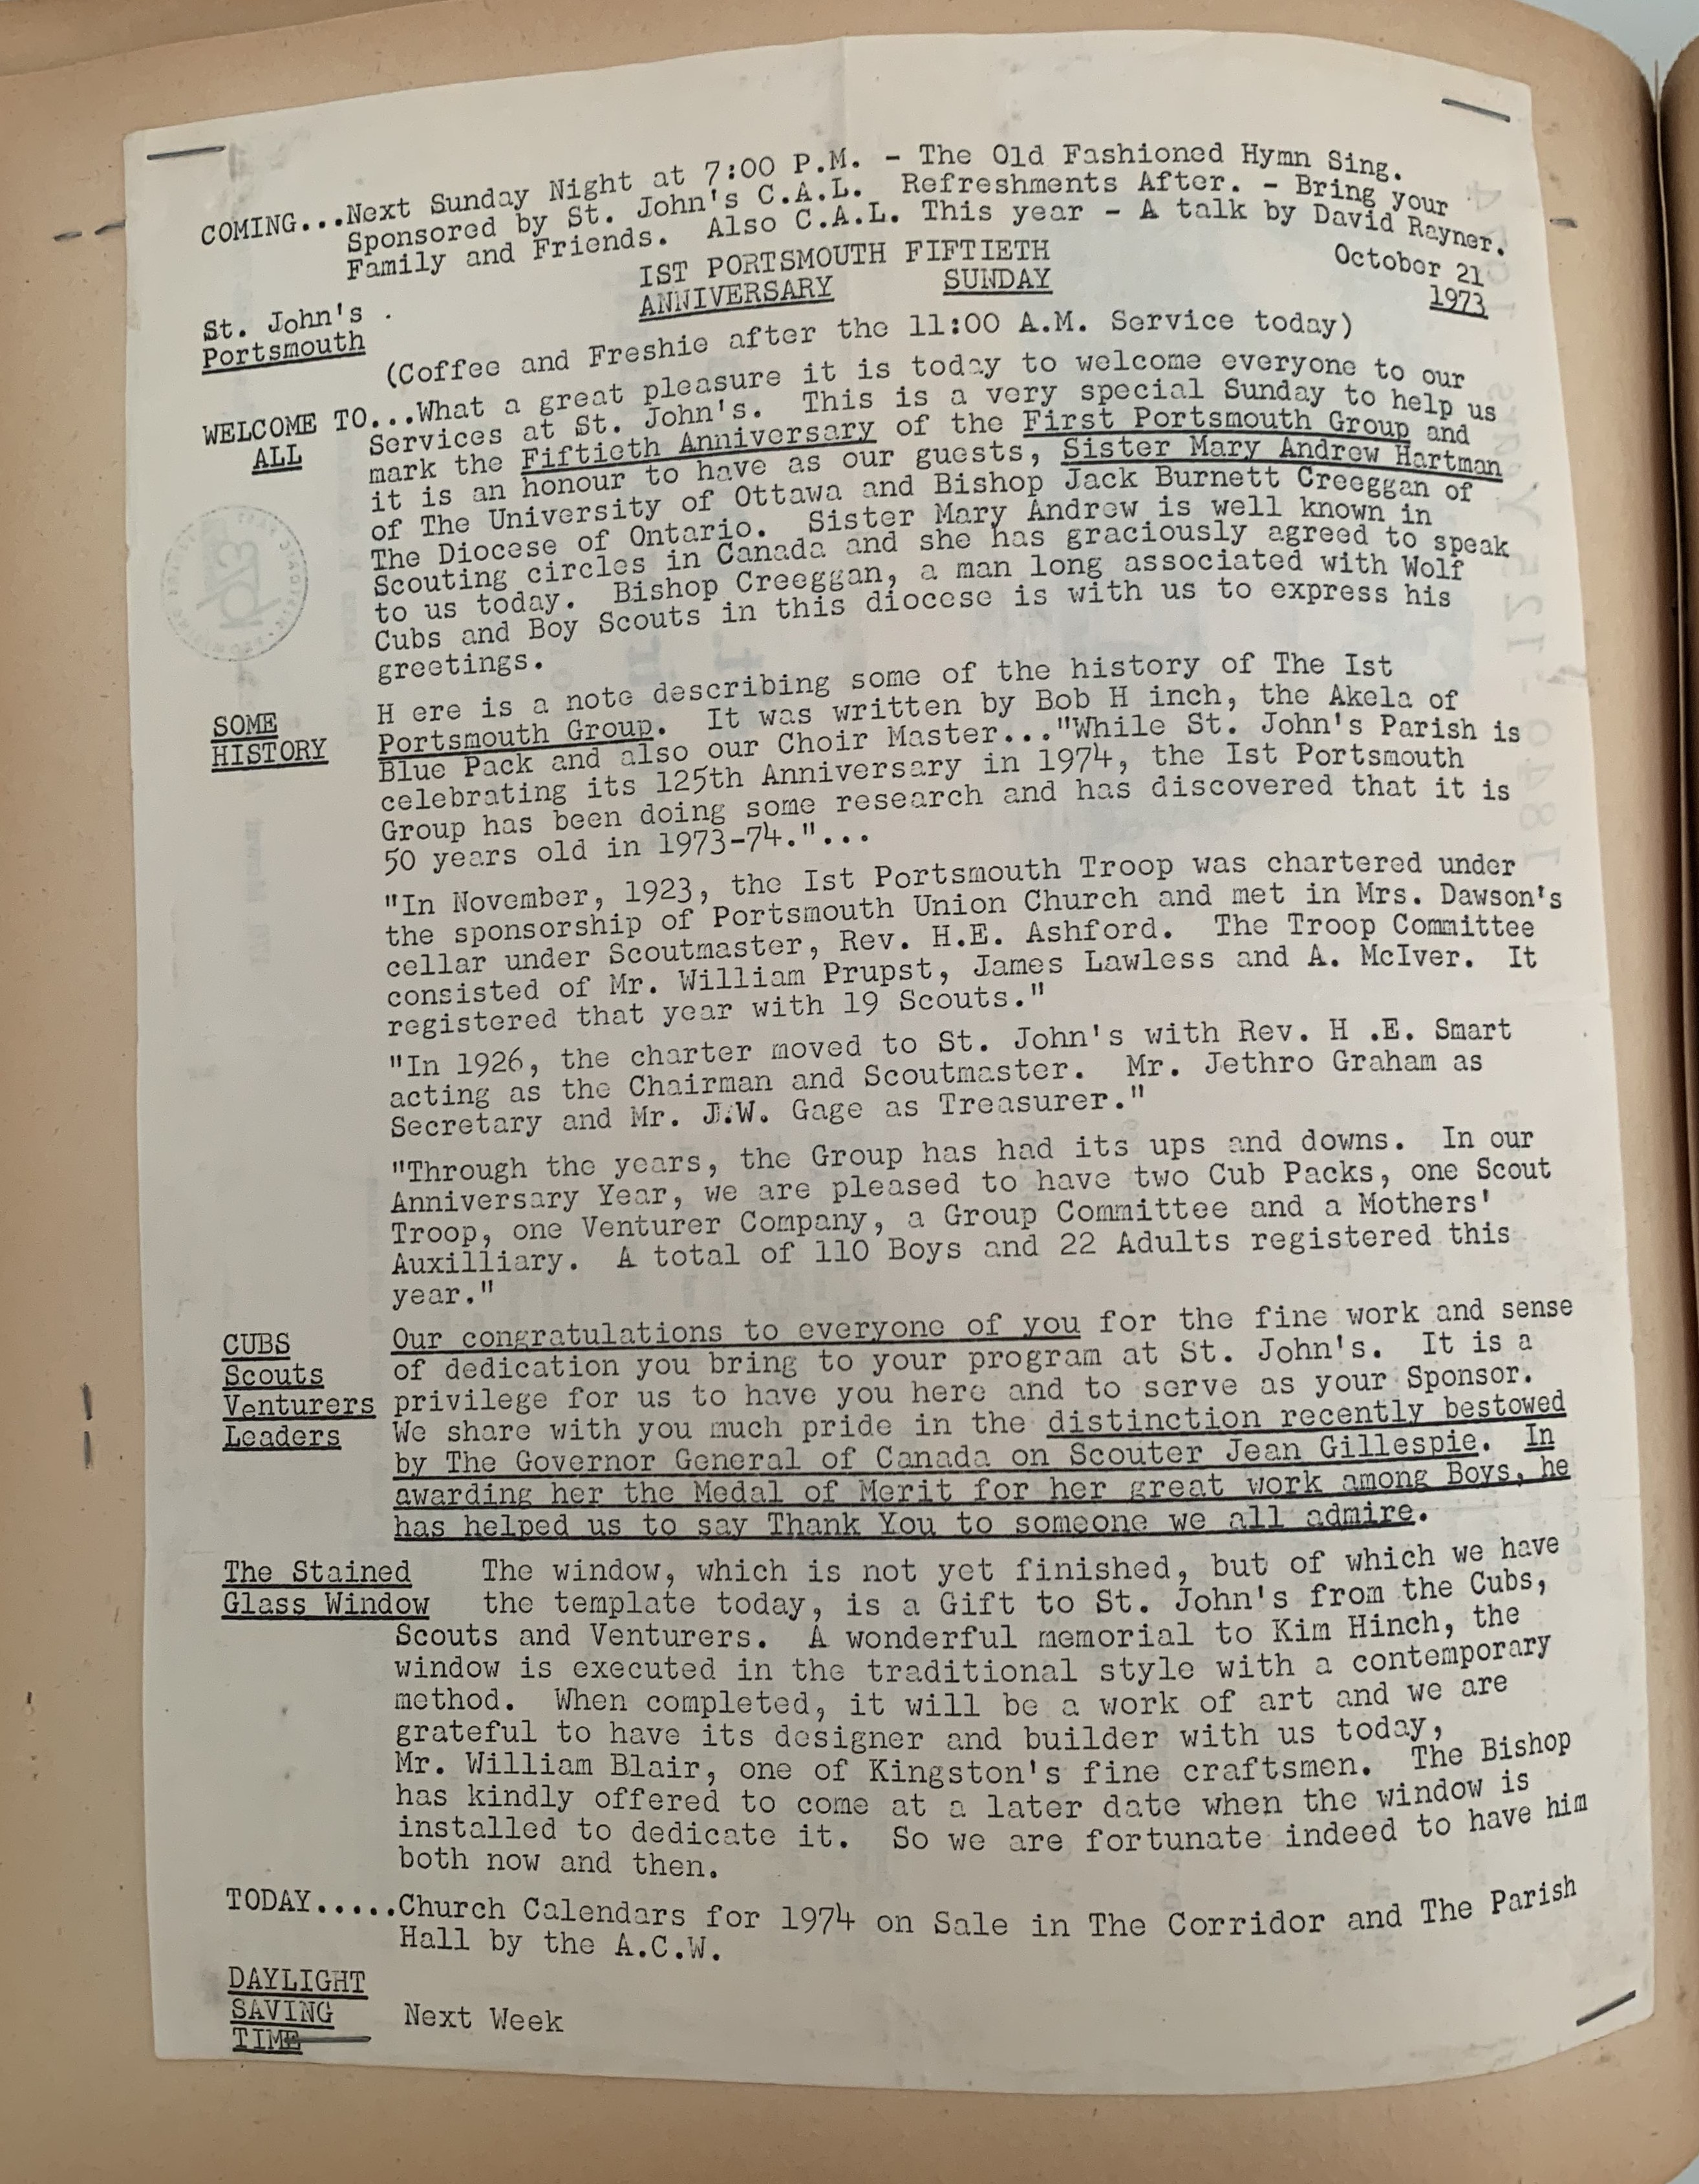 COMING...Next Sunday Night at 7:00 P.M. - The Old Fashioned Hymn Sing.
Sponsored by St. John's C.A.L. Refreshments After. - Bring your
Family and Friends. Also C.A.L. This year - A talk by David Rayner.
IST PORTSMOUTH FIFTIETH
ANNIVERSARY SUNDAY
October 21
1973
St. John's
Portsmouth
(Coffee and Freshie after the 11:00 A.M. Service today)
WELCOME TO...What a great pleasure it is today to welcome everyone to our
ALL Services at St. John's. This is a very special Sunday to help us
mark the Fiftieth Anniversary of the First Portsmouth Group and
it is an honour to have as our guests, Sister Mary Andrew Hartman
of The University of Ottawa and Bishop Jack Burnett Creeggan of
The Diocese of Ontario. Sister Mary Andrew is well known in
Scouting circles in Canada and she has graciously agreed to speak
to us today. Bishop Creeggan, a man long associated with Wolf
Cubs and Boy Scouts in this diocese is with us to express his
greetings.
SOME H ere is a note describing some of the history of The Ist
HISTORY Portsmouth Group. It was written by Bob H inch, the Akela of
Blue Pack and also our Choir Master..."While St. John's Parish is
celebrating its 125th Anniversary in 1974, the Ist Portsmouth
Group has been doing some research and has discovered that it is
50 years old in 1973-74."...
"In November, 1923, the Ist Portsmouth Troop was chartered under
the sponsorship of Portsmouth Union Church and met in Mrs. Dawson's
cellar under Scoutmaster, Rev. H.E. Ashford. The Troop Committee
consisted of Mr. William Prupst, James Lawless and A. McIver. It
registered that year with 19 Scouts."
"In 1926, the charter moved to St. John's with Rev. H .E. Smart
acting as the Chairman and Scoutmaster. Mr. Jethro Graham as
Secretary and Mr. J.W. Gage as Treasurer."
"Through the years, the Group has had its ups and downs. In our
Anniversary Year, we are pleased to have two Cub Packs, one Scout
Troop, one Venturer Company, a Group Committee and a Mothers'
Auxilliary. A total of 110 Boys and 22 Adults registered this
year."
CUBS Our congratulations to everyone of you for the fine work and sense
Scouts of dedication you bring to your program at St. John's. It is a
Venturers privilege for us to have you here and to serve as your Sponsor.
Leaders We share with you much pride in the distinction recently bestowed
by The Governor General of Canada on Scouter Jean Gillespie. In
awarding her the Medal of Merit for her great work among Boys, he
has helped us to say Thank You to someone we all admire.
The Stained The window, which is not yet finished, but of which we have
Glass Window the template today, is a Gift to St. John's from the Cubs,
Scouts and Venturers. A wonderful memorial to Kim Hinch, the
window is executed in the traditional style with a contemporary
method. When completed, it will be a work of art and we are
grateful to have its designer and builder with us today,
Mr. William Blair, one of Kingston's fine craftsmen. The Bishop
has kindly offered to come at a later date when the window is
installed to dedicate it. So we are fortunate indeed to have him
both now and then.
TODAY.....Church Calendars for 1974 on Sale in The Corridor and The Parish
Hall by the A.C.W.
DAYLIGHT
SAVING Next Week
TIME